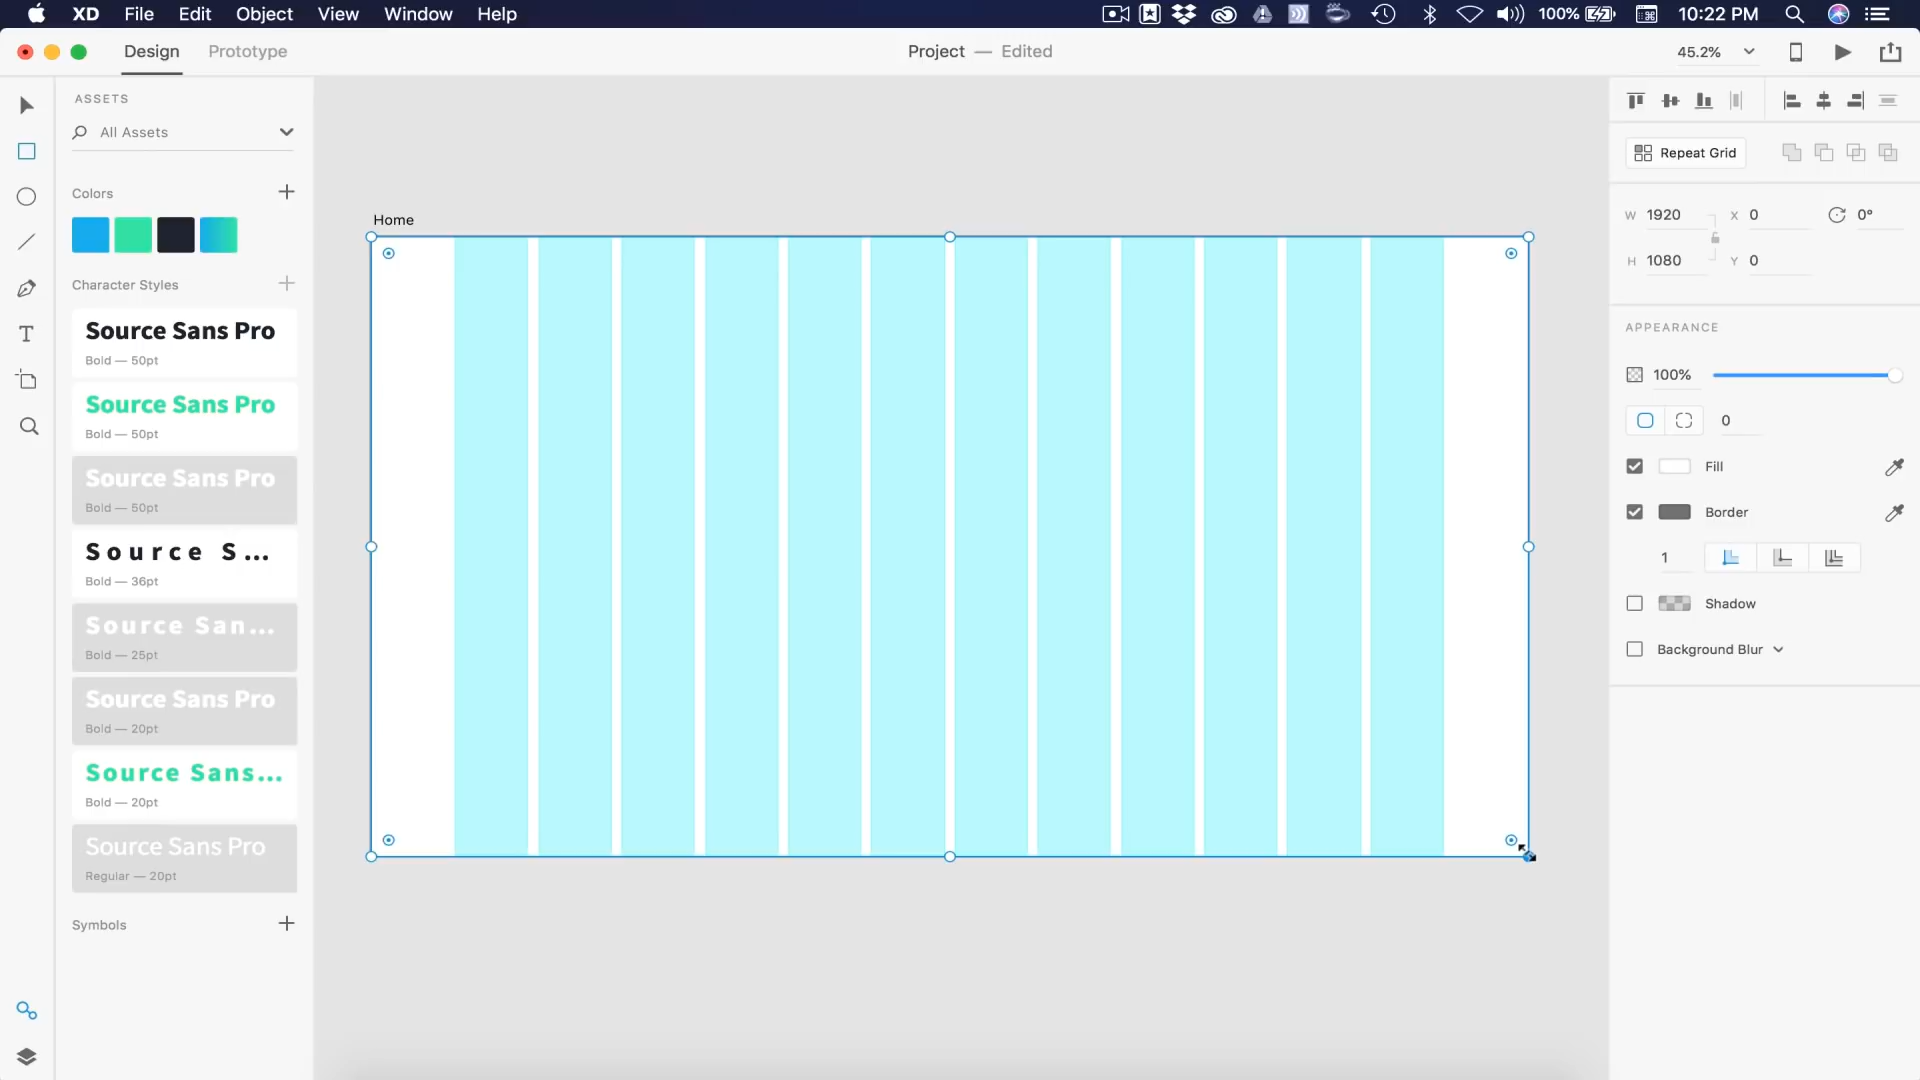 XD File Edit Object View Window Help 100% 10:22 PM
Design Prototype Project — Edited 45.2%
ASSETS
All Assets
Colors
Character Styles
Source Sans Pro
Bold — 50pt
Source Sans Pro
Bold — 50pt
Source Sans Pro
Bold — 50pt
Source S...
Bold — 36pt
Source San...
Bold — 25pt
Source Sans Pro
Bold — 20pt
Source Sans...
Bold — 20pt
Source Sans Pro
Regular — 20pt
Symbols
Home
Repeat Grid
W 1920 X 0 0°
H 1080 Y 0
APPEARANCE
100%
0
Fill
Border
1
Shadow
Background Blur